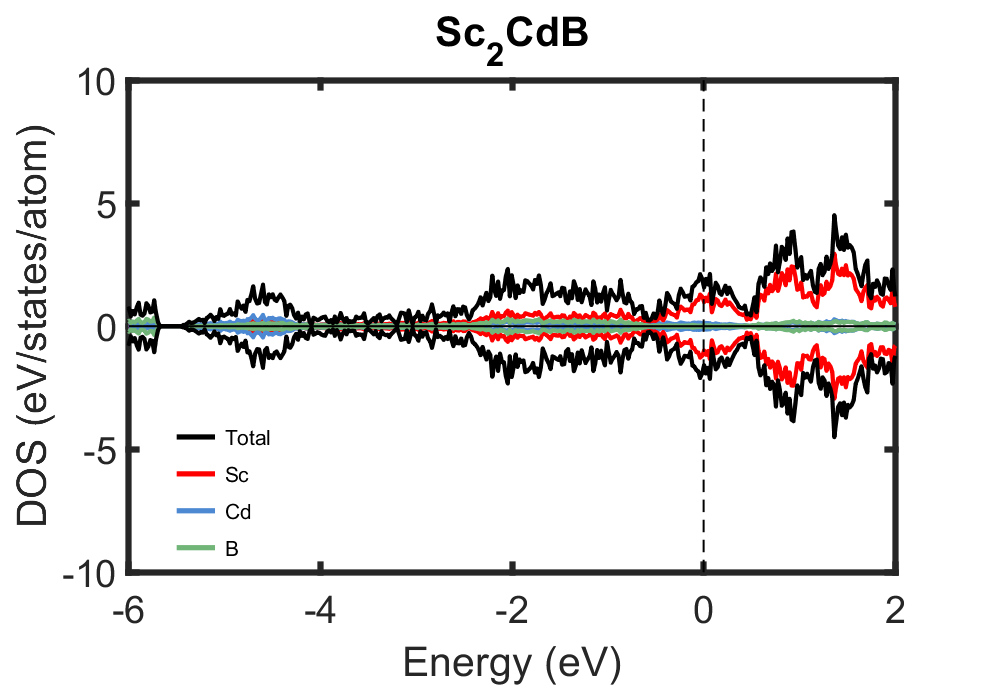 Sc₂CdB
10
5
0
-5
-10
DOS (eV/states/atom)
Total
Sc
Cd
B
-6 -4 -2 0 2
Energy (eV)